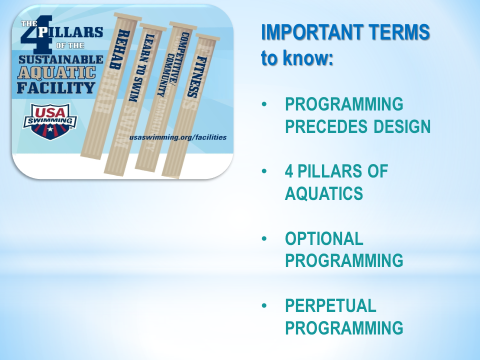 THE
4 PILLARS
OF THE
SUSTAINABLE
AQUATIC
FACILITY
USA
SWIMMING
REHAB
LEARN TO SWIM
COMPETITIVE/
COMMUNITY
FITNESS
usaswimming.org/facilities
IMPORTANT TERMS
to know:
• PROGRAMMING
PRECEDES DESIGN
• 4 PILLARS OF
AQUATICS
• OPTIONAL
PROGRAMMING
• PERPETUAL
PROGRAMMING